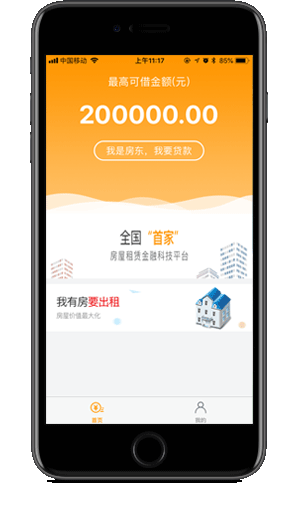 中国移动 上午11:17 85%
最高可借金额(元)
200000.00
我是房东，我要贷款
全国“首家”
房屋租赁金融科技平台
我有房要出租
房屋价值最大化
首页 我的